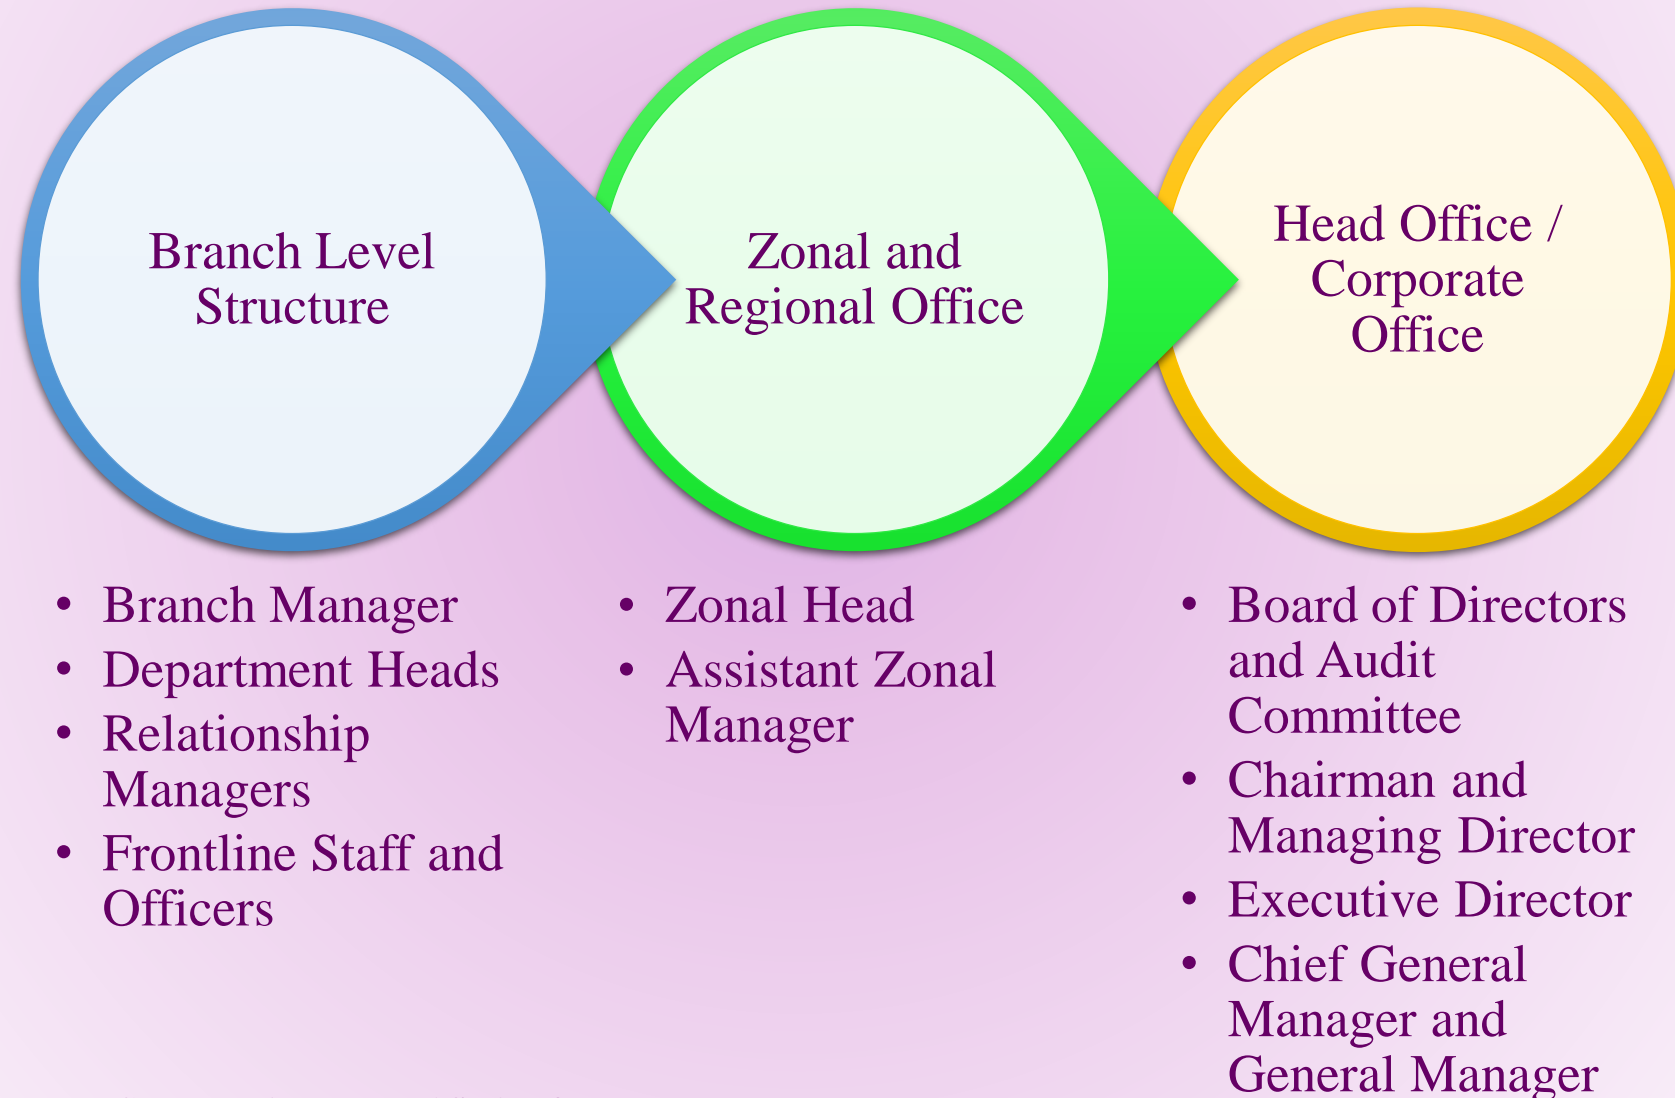 Branch Level
Structure
Zonal and
Regional Office
Head Office /
Corporate
Office
• Branch Manager
• Department Heads
• Relationship
Managers
• Frontline Staff and
Officers
• Zonal Head
• Assistant Zonal
Manager
• Board of Directors
and Audit
Committee
• Chairman and
Managing Director
• Executive Director
• Chief General
Manager and
General Manager